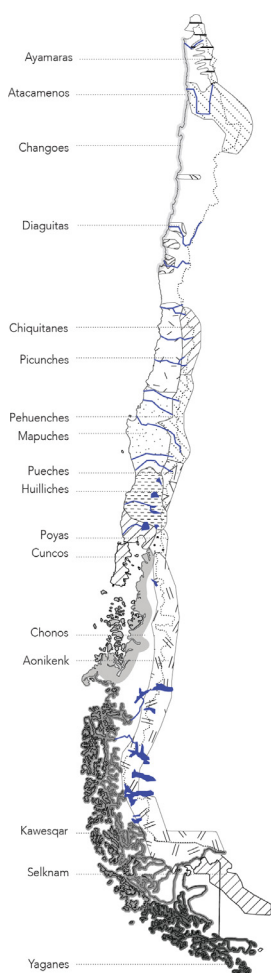 Ayamaras
Atacamenos
Changoes
Diaguitas
Chiquitanes
Picunches
Pehuenches
Mapuches
Pueches
Huilliches
Poyas
Cuncos
Chonos
Aonikenk
Kawesqar
Selknam
Yaganes